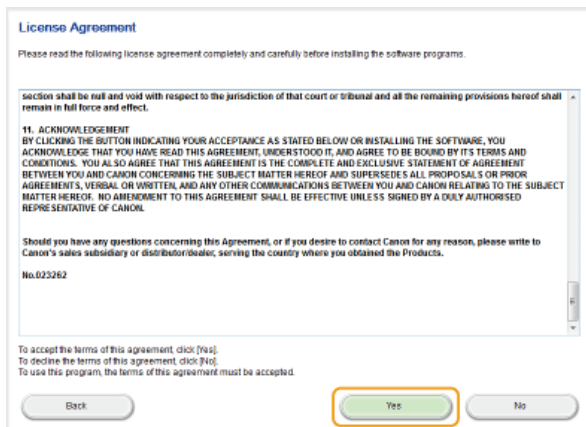 License Agreement
Please read the following license agreement completely and carefully before installing the software programs.
section shall be null and void with respect to the jurisdiction of that court or tribunal and all the remaining provisions hereof shall
remain in full force and effect.
11. ACKNOWLEDGEMENT
BY CLICKING THE BUTTON INDICATING YOUR ACCEPTANCE AS STATED BELOW OR INSTALLING THE SOFTWARE, YOU
ACKNOWLEDGE THAT YOU HAVE READ THIS AGREEMENT, UNDERSTOOD IT, AND AGREE TO BE BOUND BY ITS TERMS AND
CONDITIONS. YOU ALSO AGREE THAT THIS AGREEMENT IS THE COMPLETE AND EXCLUSIVE STATEMENT OF AGREEMENT
BETWEEN YOU AND CANON CONCERNING THE SUBJECT MATTER HEREOF AND SUPERSEDES ALL PROPOSALS OR PRIOR
AGREEMENTS, VERBAL OR WRITTEN, AND ANY OTHER COMMUNICATIONS BETWEEN YOU AND CANON RELATING TO THE SUBJECT
MATTER HEREOF. NO AMENDMENT TO THIS AGREEMENT SHALL BE EFFECTIVE UNLESS SIGNED BY A DULY AUTHORISED
REPRESENTATIVE OF CANON.
Should you have any questions concerning this Agreement, or if you desire to contact Canon for any reason, please write to
Canon's sales subsidiary or distributor/dealer, serving the country where you obtained the Products.
No.023262
To accept the terms of this agreement, click [Yes].
To decline the terms of this agreement, click [No].
To use this program, the terms of this agreement must be accepted.
Back Yes No